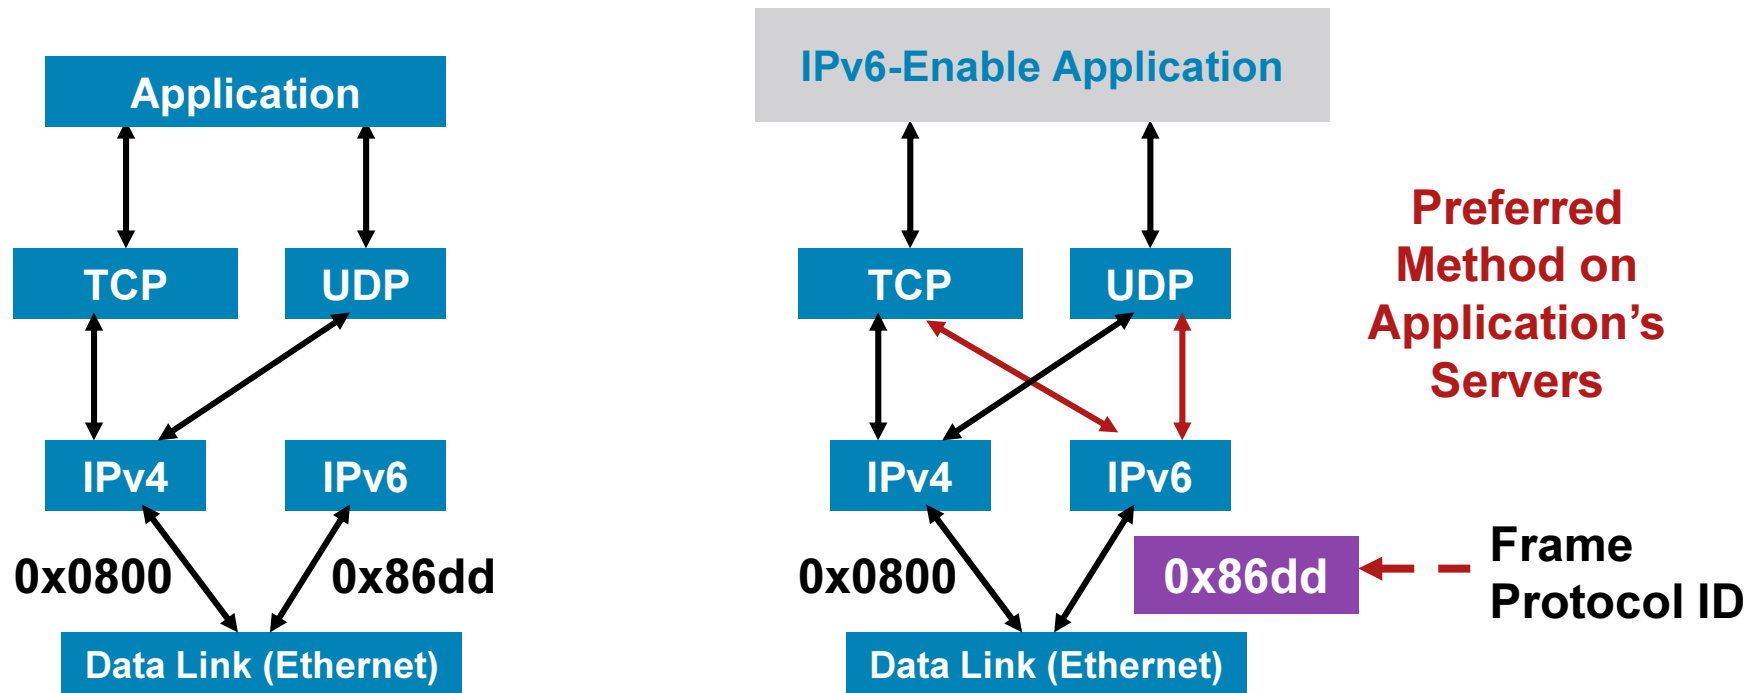 Application
TCP
UDP
IPv4
IPv6
0x0800
0x86dd
Data Link (Ethernet)
IPv6-Enable Application
TCP
UDP
IPv4
IPv6
0x0800
0x86dd
Data Link (Ethernet)
Preferred
Method on
Application’s
Servers
Frame
Protocol ID